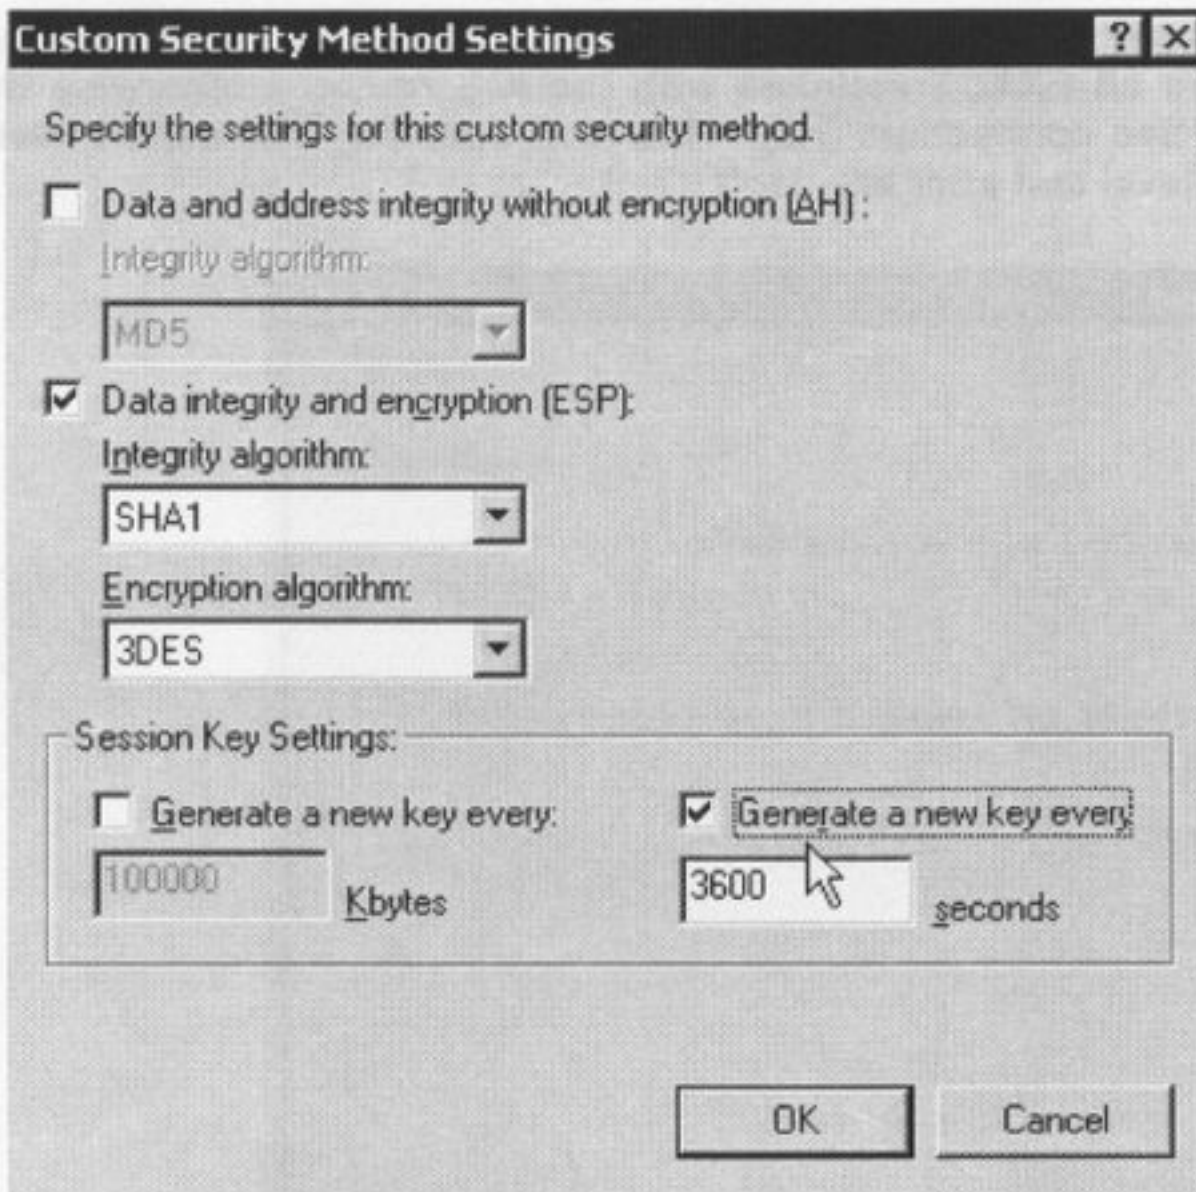 Custom Security Method Settings
Specify the settings for this custom security method.
Data and address integrity without encryption (AH) :
Integrity algorithm:
MD5
Data integrity and encryption (ESP):
Integrity algorithm:
SHA1
Encryption algorithm:
3DES
Session Key Settings:
Generate a new key every:
Generate a new key every
100000
Kbytes
3600
seconds
OK
Cancel